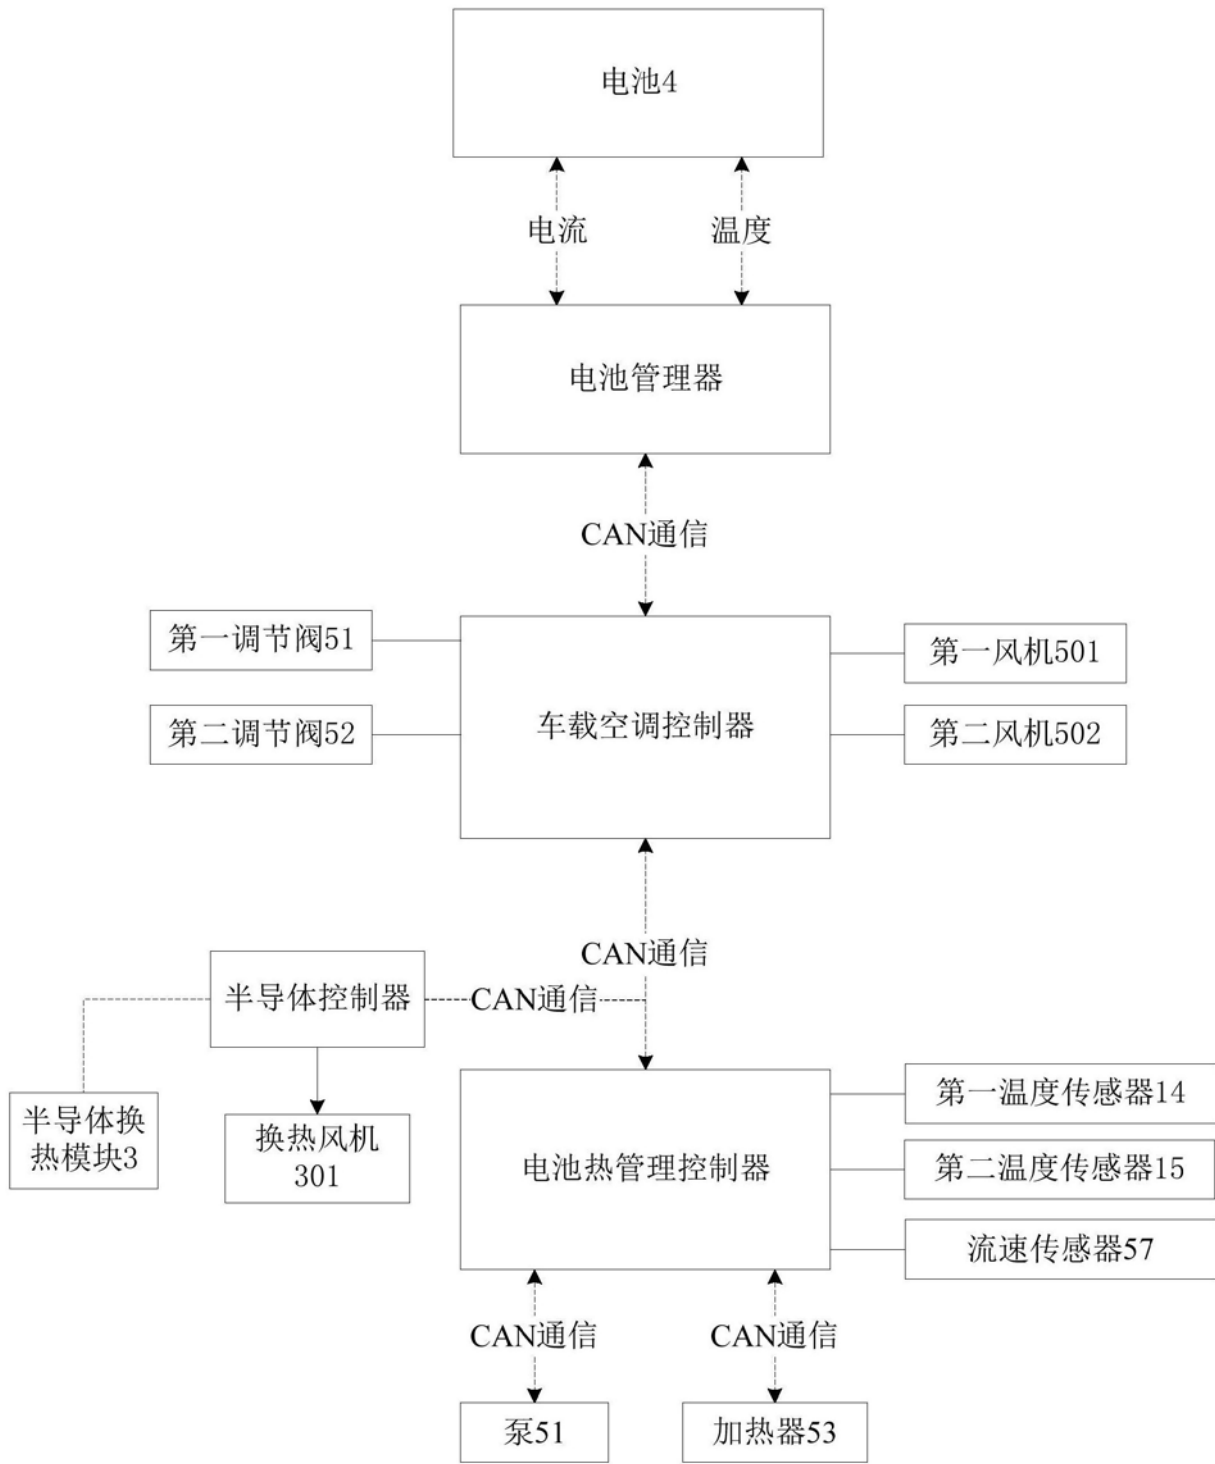 电池4
电流
温度
电池管理器
CAN通信
第一调节阀51
第一风机501
第二调节阀52
车载空调控制器
第二风机502
CAN通信
半导体控制器
CAN通信
半导体换
热模块3
换热风机
301
第一温度传感器14
电池热管理控制器
第二温度传感器15
流速传感器57
CAN通信
CAN通信
泵51
加热器53